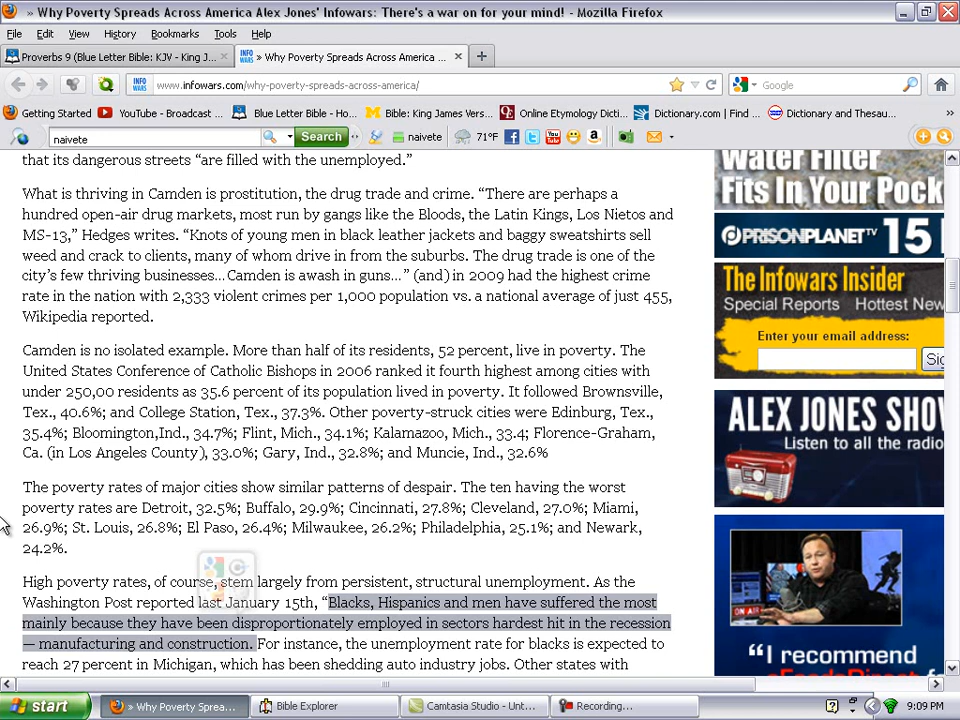 » Why Poverty Spreads Across America Alex Jones' Infowars: There's a war on for your mind! - Mozilla Firefox
File Edit View History Bookmarks Tools Help
Proverbs 9 (Blue Letter Bible: KJV - King J...
INFO WARS » Why Poverty Spreads Across America ...
INFO WARS www.infowars.com/why-poverty-spreads-across-america/
Google
Getting Started YouTube - Broadcast ... Blue Letter Bible - Ho... Bible: King James Vers... Online Etymology Dicti... Dictionary.com | Find ... Dictionary and Thesau...
naivete Search naivete 71°F
that its dangerous streets “are filled with the unemployed.”
What is thriving in Camden is prostitution, the drug trade and crime. “There are perhaps a
hundred open-air drug markets, most run by gangs like the Bloods, the Latin Kings, Los Nietos and
MS-13,” Hedges writes. “Knots of young men in black leather jackets and baggy sweatshirts sell
weed and crack to clients, many of whom drive in from the suburbs. The drug trade is one of the
city’s few thriving businesses...Camden is awash in guns...” (and) in 2009 had the highest crime
rate in the nation with 2,333 violent crimes per 1,000 population vs. a national average of just 455,
Wikipedia reported.
Camden is no isolated example. More than half of its residents, 52 percent, live in poverty. The
United States Conference of Catholic Bishops in 2006 ranked it fourth highest among cities with
under 250,00 residents as 35.6 percent of its population lived in poverty. It followed Brownsville,
Tex., 40.6%; and College Station, Tex., 37.3%. Other poverty-struck cities were Edinburg, Tex.,
35.4%; Bloomington,Ind., 34.7%; Flint, Mich., 34.1%; Kalamazoo, Mich., 33.4; Florence-Graham,
Ca. (in Los Angeles County), 33.0%; Gary, Ind., 32.8%; and Muncie, Ind., 32.6%
The poverty rates of major cities show similar patterns of despair. The ten having the worst
poverty rates are Detroit, 32.5%; Buffalo, 29.9%; Cincinnati, 27.8%; Cleveland, 27.0%; Miami,
26.9%; St. Louis, 26.8%; El Paso, 26.4%; Milwaukee, 26.2%; Philadelphia, 25.1%; and Newark,
24.2%.
High poverty rates, of course, stem largely from persistent, structural unemployment. As the
Washington Post reported last January 15th, “Blacks, Hispanics and men have suffered the most
mainly because they have been disproportionately employed in sectors hardest hit in the recession
— manufacturing and construction. For instance, the unemployment rate for blacks is expected to
reach 27 percent in Michigan, which has been shedding auto industry jobs. Other states with
Water Filter
Fits In Your Pock
PRISONPLANET TV 15
The Infowars Insider
Special Reports Hottest New
Enter your email address:
Sig
ALEX JONES SHOW
Listen to all the radio
ON AIR
“I recommend
start » Why Poverty Sprea... Bible Explorer Camtasia Studio - Unt... Recording... 9:09 PM